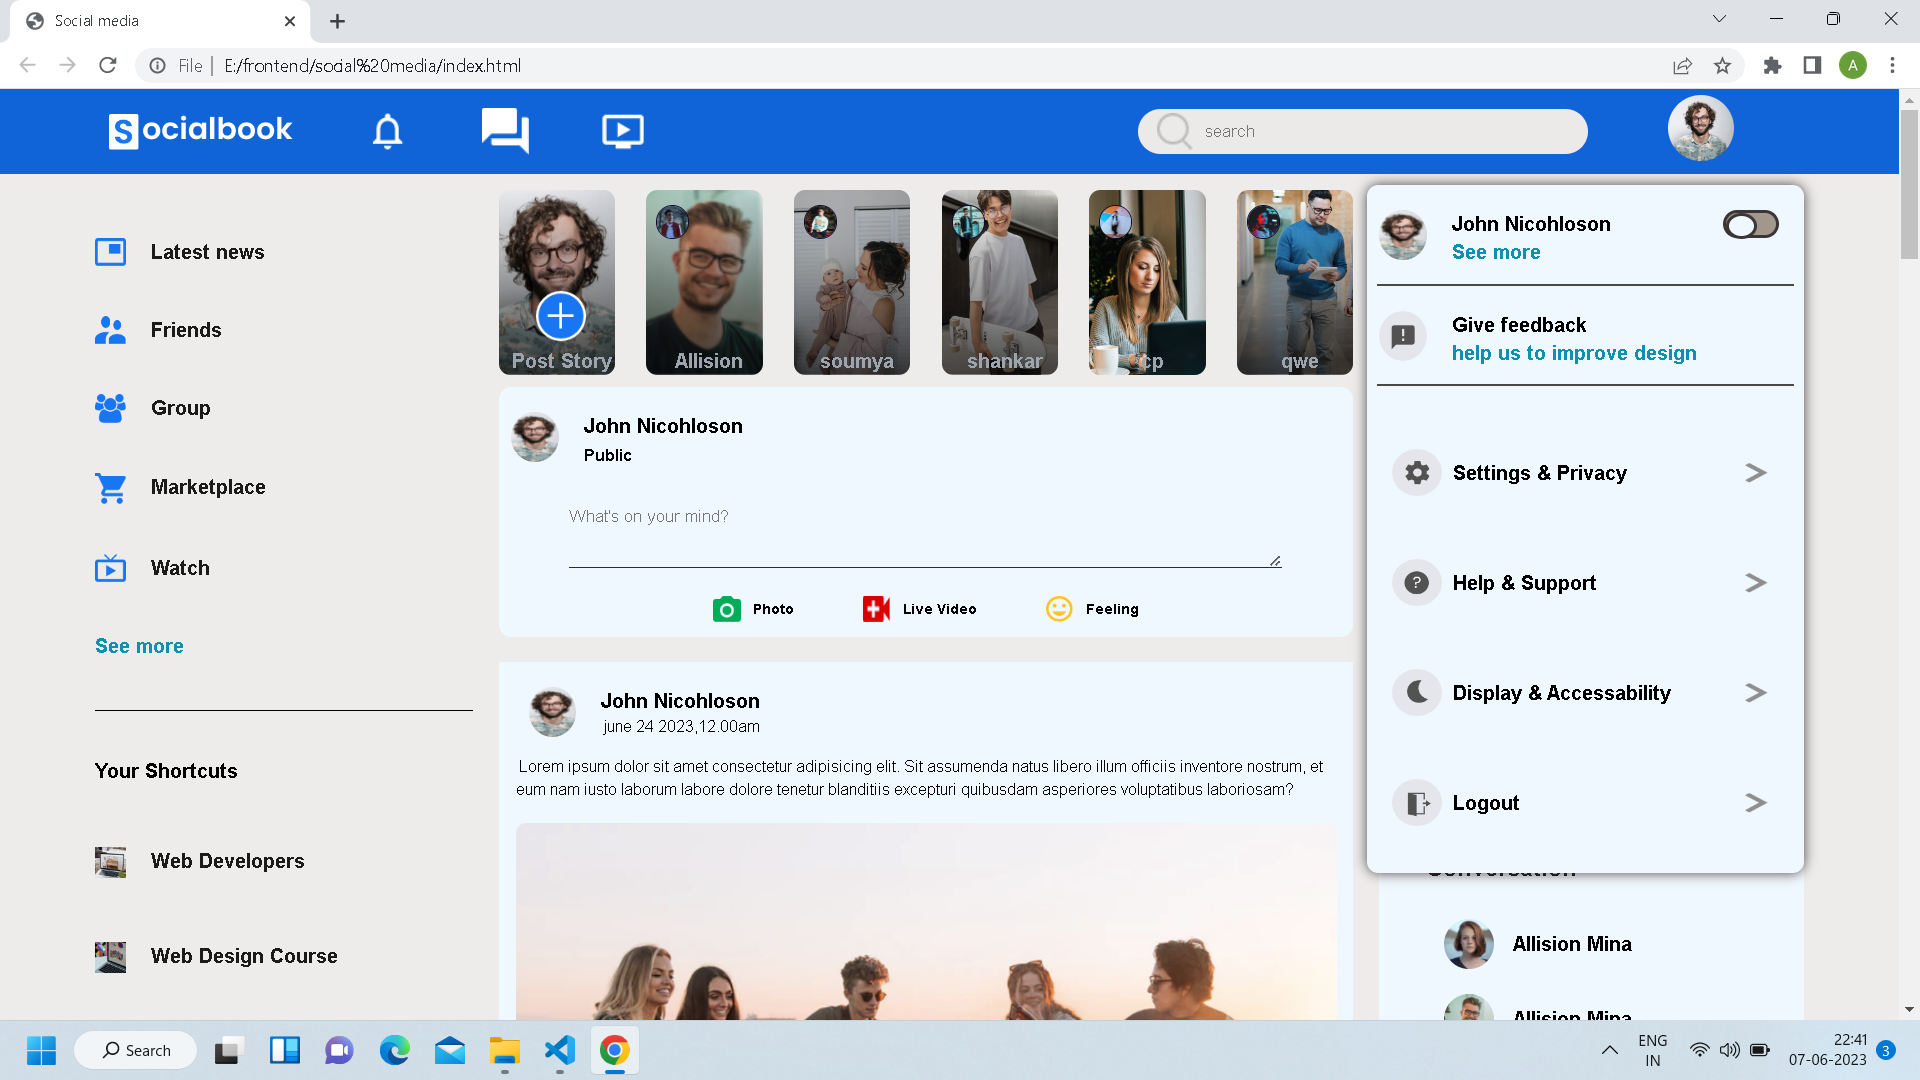 Social media
File
E:/frontend/social%20media/index.html
A
Socialbook
search
Latest news
Friends
Group
Marketplace
Watch
See more
Your Shortcuts
Web Developers
Web Design Course
Post Story
Allision
soumya
shankar
cp
qwe
John Nicohloson
Public
What's on your mind?
Photo
Live Video
Feeling
John Nicohloson
june 24 2023,12.00am
Lorem ipsum dolor sit amet consectetur adipisicing elit. Sit assumenda natus libero illum officiis inventore nostrum, et
eum nam iusto laborum labore dolore tenetur blanditiis excepturi quibusdam asperiores voluptatibus laboriosam?
John Nicohloson
See more
Give feedback
help us to improve design
Settings & Privacy
Help & Support
Display & Accessability
Logout
Conversation
Allision Mina
Allision Mina
Search
ENG
IN
22:41
07-06-2023
3